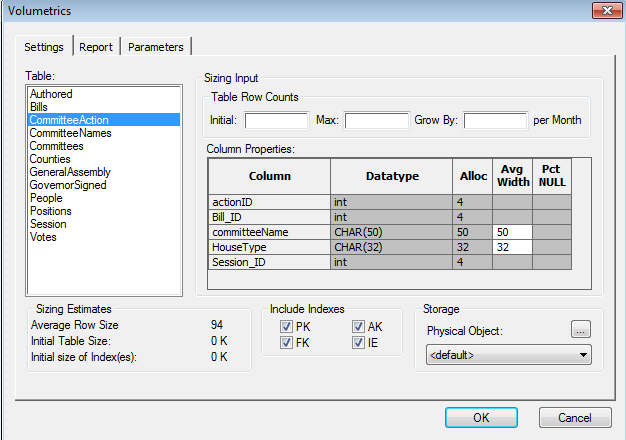 Volumetrics
Settings Report Parameters
Table:
Authored
Bills
CommitteeAction
CommitteeNames
Committees
Counties
GeneralAssembly
GovernorSigned
People
Positions
Session
Votes
Sizing Input
Table Row Counts
Initial: Max: Grow By: per Month
Column Properties:
Column Datatype Alloc Avg Width Pct NULL
actionID int 4
Bill_ID int 4
committeeName CHAR(50) 50 50
HouseType CHAR(32) 32 32
Session_ID int 4
Sizing Estimates
Average Row Size 94
Initial Table Size: 0 K
Initial size of Index(es): 0 K
Include Indexes
PK AK
FK IE
Storage
Physical Object: ...
<default>
OK Cancel